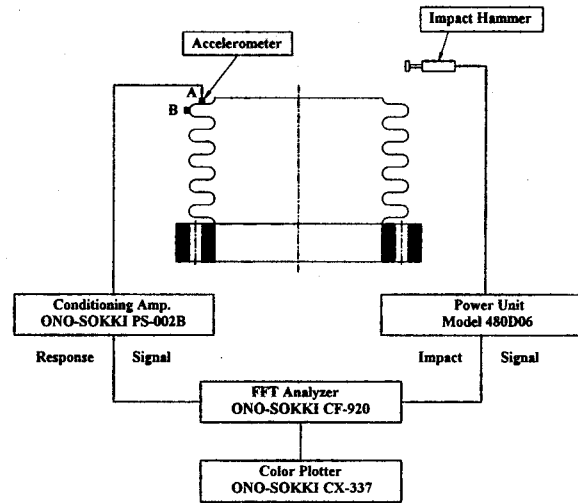 Impact Hammer
Accelerometer
A
B
Conditioning Amp.
ONO-SOKKI PS-002B
Power Unit
Model 480D06
Response Signal
Impact Signal
FFT Analyzer
ONO-SOKKI CF-920
Color Plotter
ONO-SOKKI CX-337